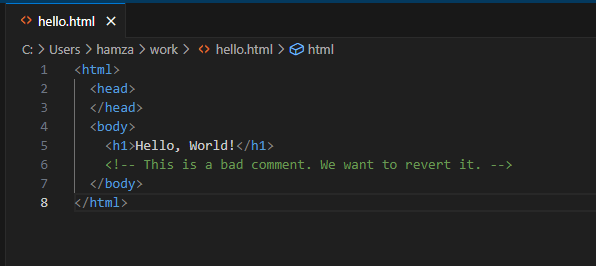 hello.html
C: > Users > hamza > work > hello.html > html
1 <html>
2   <head>
3   </head>
4   <body>
5     <h1>Hello, World!</h1>
6     <!-- This is a bad comment. We want to revert it. -->
7   </body>
8 </html>